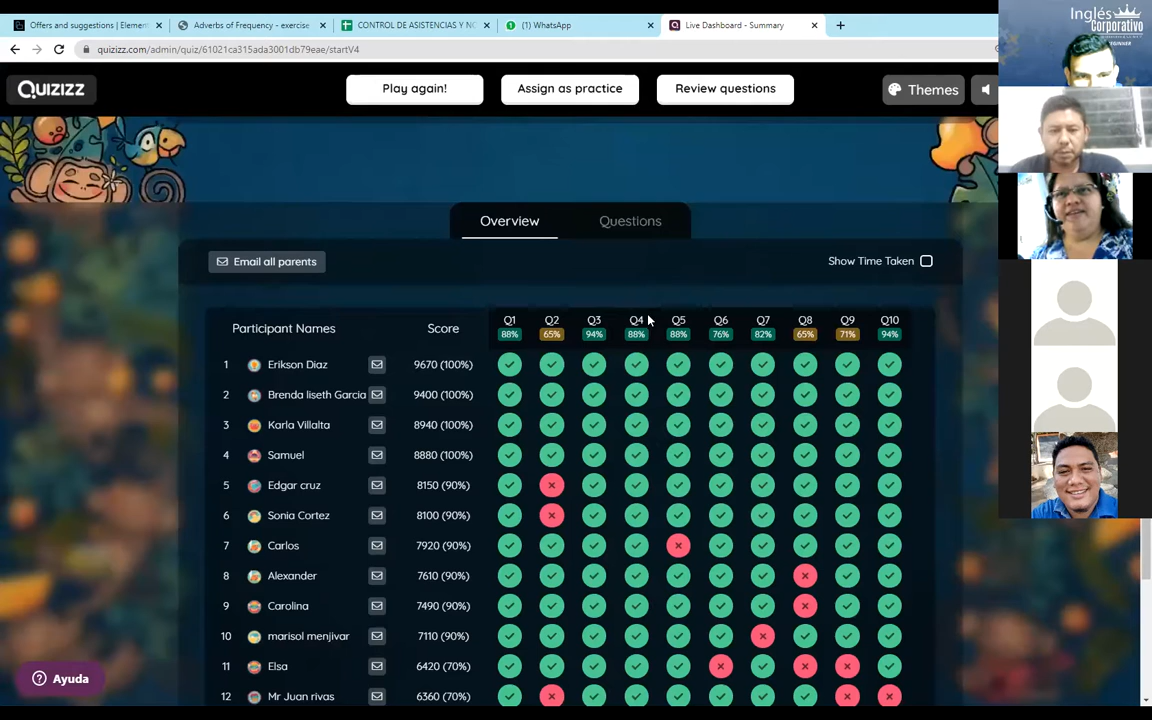 Offers and suggestions | Element
Adverbs of Frequency - exercise
CONTROL DE ASISTENCIAS Y NO
(1) WhatsApp
Live Dashboard - Summary
quizizz.com/admin/quiz/61021ca315ada3001db79eae/startV4
Inglés
Corporativo
QUIZIZZ
Play again!
Assign as practice
Review questions
Themes
Overview
Questions
Email all parents
Show Time Taken
Participant Names Score Q1 Q2 Q3 Q4 Q5 Q6 Q7 Q8 Q9 Q10
88% 65% 94% 88% 88% 76% 82% 65% 71% 94%
1 Erikson Diaz 9670 (100%)
2 Brenda liseth Garcia 9400 (100%)
3 Karla Villalta 8940 (100%)
4 Samuel 8880 (100%)
5 Edgar cruz 8150 (90%)
6 Sonia Cortez 8100 (90%)
7 Carlos 7920 (90%)
8 Alexander 7610 (90%)
9 Carolina 7490 (90%)
10 marisol menjivar 7110 (90%)
11 Elsa 6420 (70%)
12 Mr Juan rivas 6360 (70%)
Ayuda